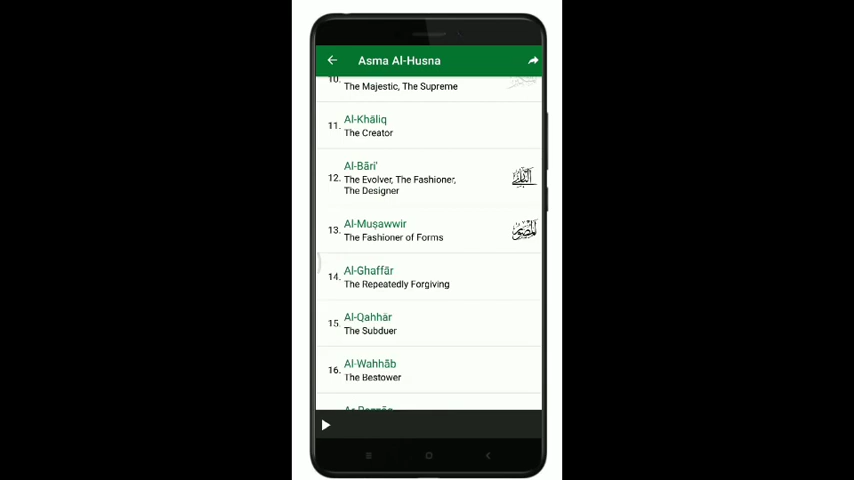 Asma Al-Husna
10.
The Majestic, The Supreme
Al-Khāliq
11.
The Creator
Al-Bāri'
12.
The Evolver, The Fashioner,
The Designer
البارئ
Al-Muṣawwir
13.
The Fashioner of Forms
المصور
Al-Ghaffār
14.
The Repeatedly Forgiving
Al-Qahhār
15.
The Subduer
Al-Wahhāb
16.
The Bestower